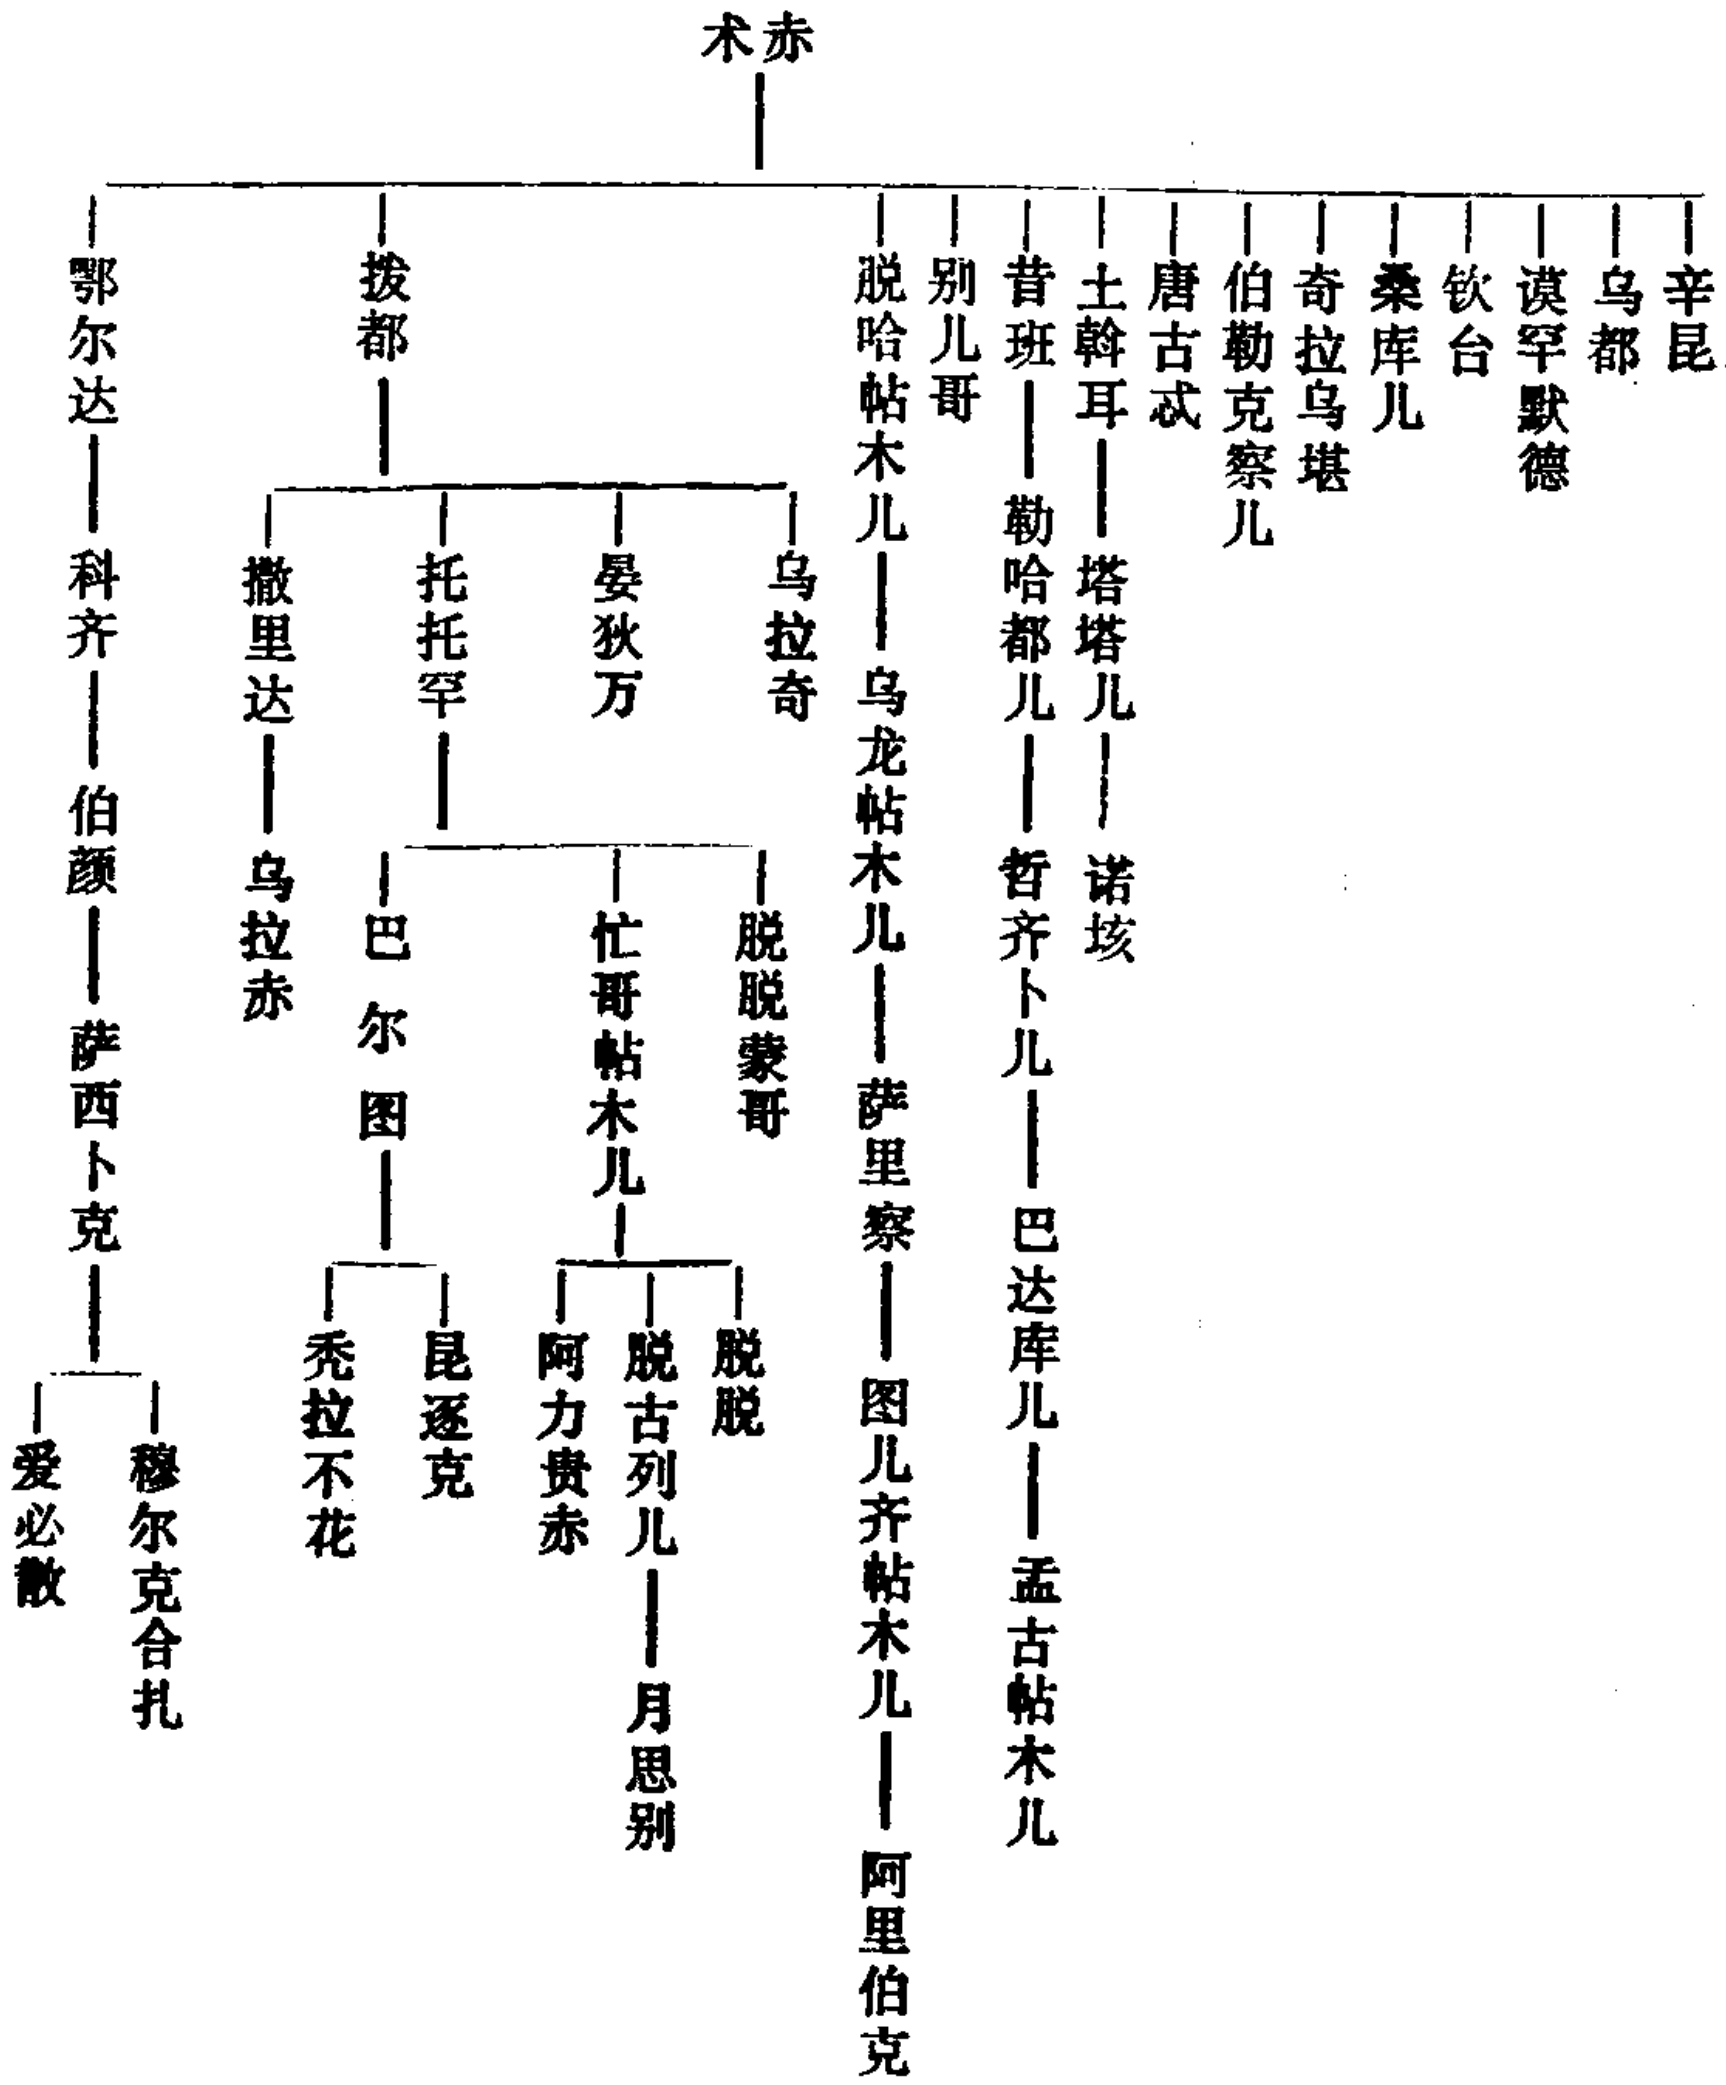 术赤
鄂尔达
科齐
伯颜
萨西卜克
爱必散
穆尔克合扎
拨都
撒里达
乌拉赤
托托罕
巴尔图
秃拉不花
昆逐克
忙哥帖木儿
阿力贵赤
脱古列儿
月思别
脱脱
脱脱蒙哥
晏狄万
乌拉奇
脱哈帖木儿
乌龙帖木儿
萨里察
图儿齐帖木儿
阿里伯克
别儿哥
昔班
勒哈都儿
哲齐卜儿
巴达库儿
孟古帖木儿
土斡耳
塔塔儿
诺垓
唐古忒
伯勒克察儿
奇拉乌堪
桑库儿
钦台
谟罕默德
乌都
辛昆